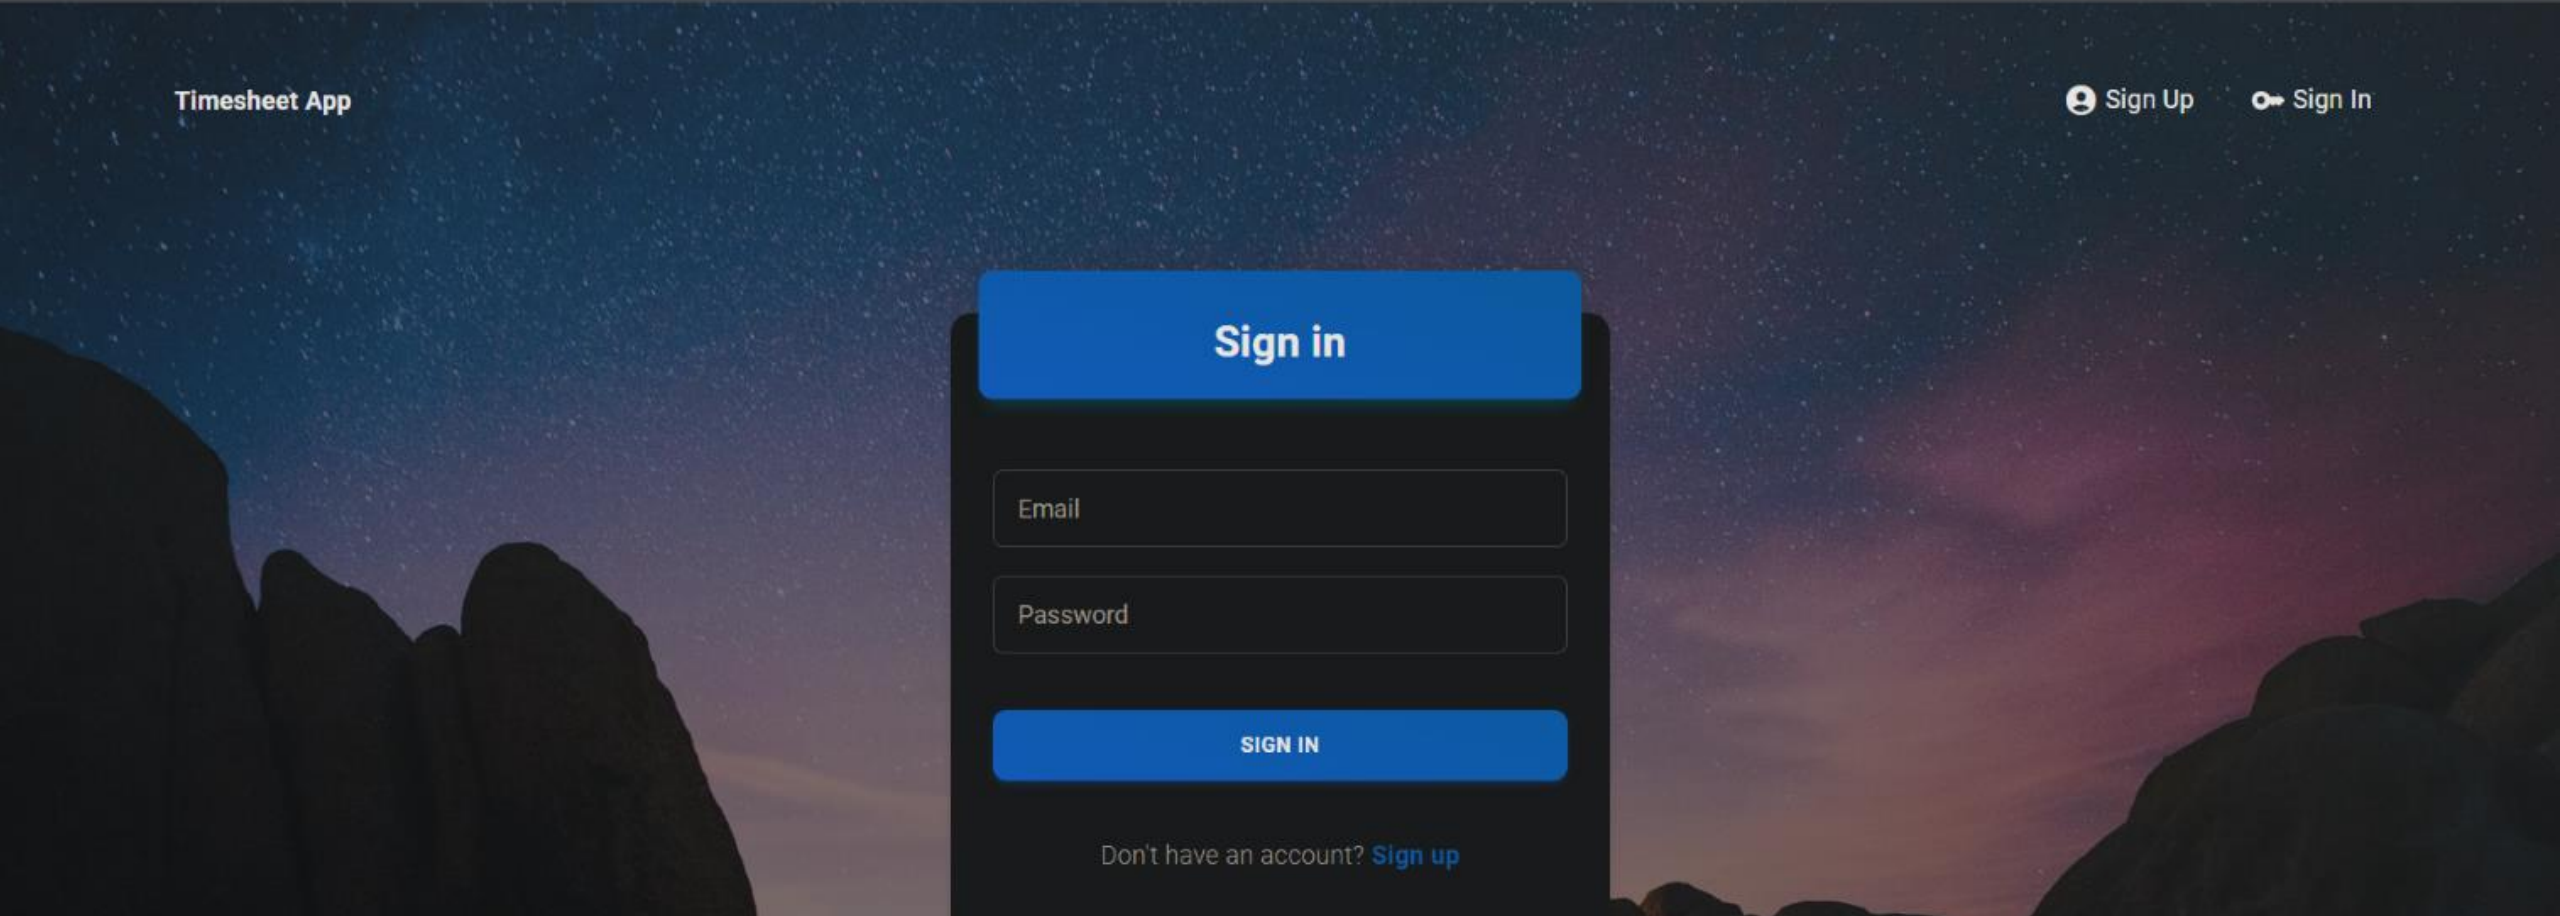 Timesheet App
Sign Up
Sign In
Sign in
Email
Password
SIGN IN
Don't have an account? Sign up